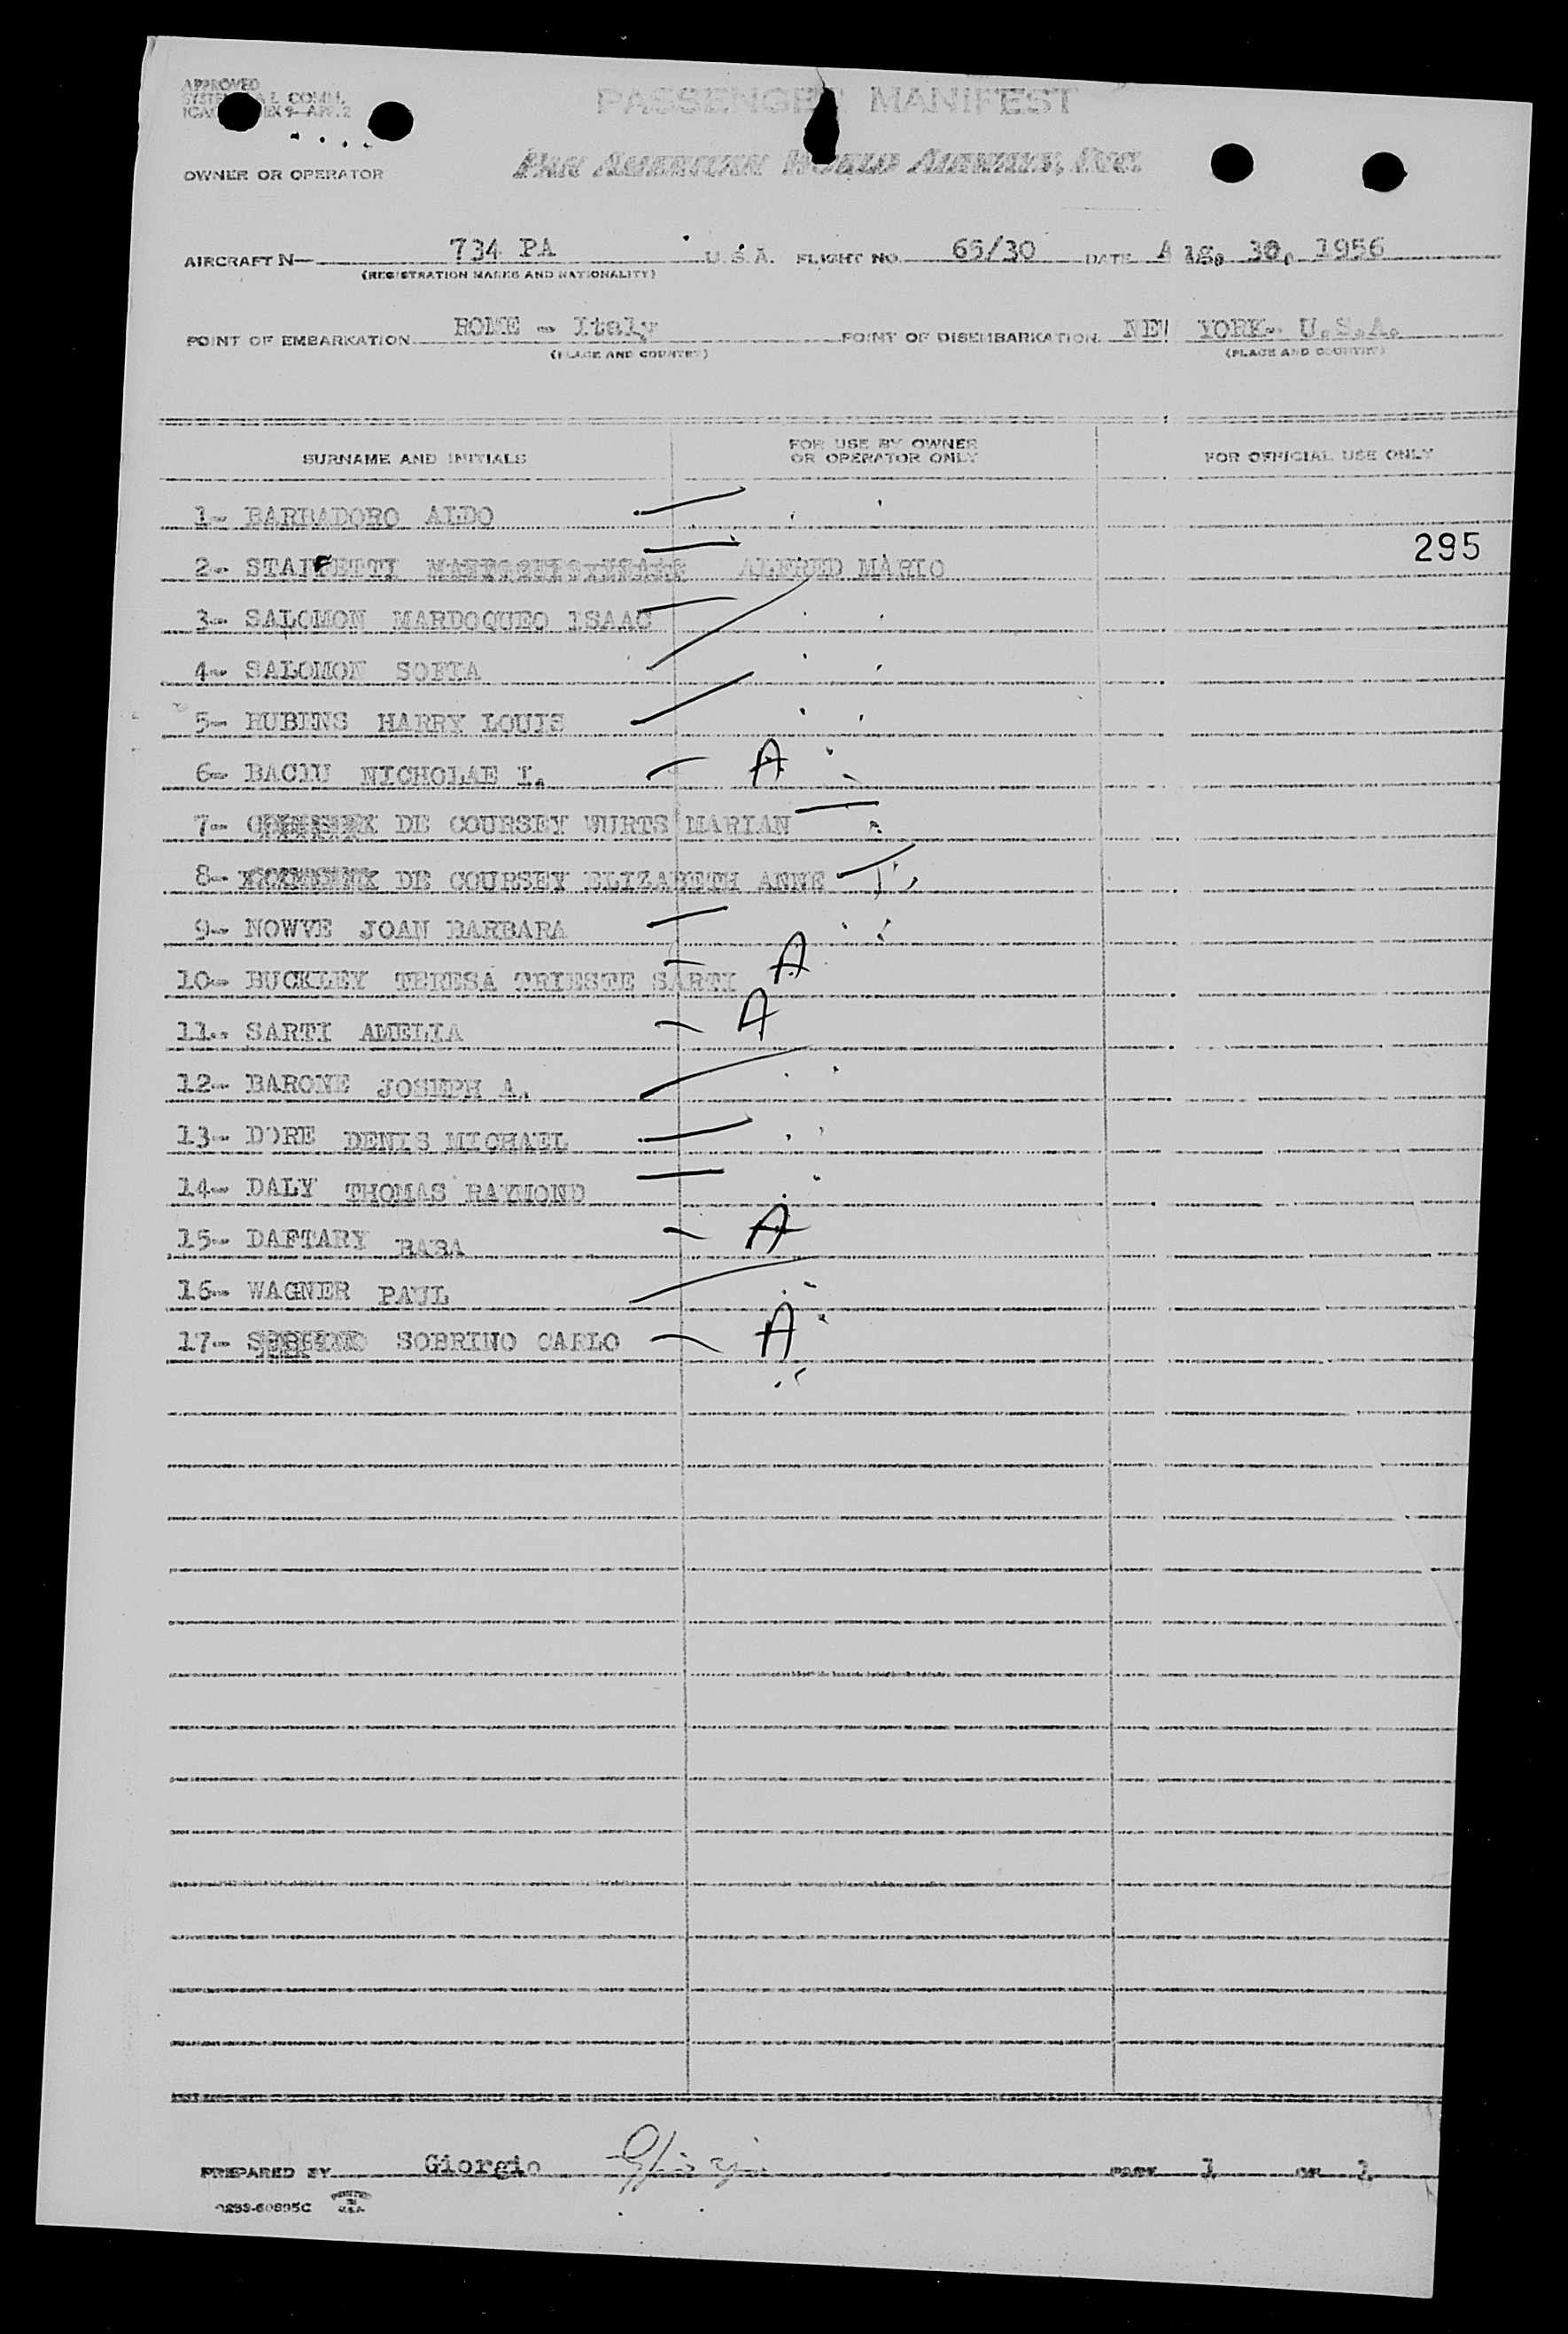 APPROVED
PASSENGER MANIFEST
PAN AMERICAN WORLD AIRWAYS, INC.
OWNER OR OPERATOR
AIRCRAFT N— 734 PA U.S.A. FLIGHT NO. 65/30 DATE Aug. 30, 1956
(REGISTRATION MARKS AND NATIONALITY)
POINT OF EMBARKATION ROME - Italy POINT OF DISEMBARKATION NEW YORK- U.S.A.
(PLACE AND COUNTRY) (PLACE AND COUNTRY)
SURNAME AND INITIALS FOR USE BY OWNER OR OPERATOR ONLY FOR OFFICIAL USE ONLY
1- BARBADORO ALDO
295
2- STAFFETTI ALFRED MARIO
3- SALOMON MARDOQUEO ISAAC
4- SALOMON SOFIA
5- RUBINS HARRY LOUIS
6- BACIU NICHOLAE I. A
7- DE COURSEY WURTS MARIAN
8- DE COURSEY ELIZABETH ANNE
9- NOWVE JOAN BARBARA
10- BUCKLEY TERESA TRIESTE SARTI A
11- SARTI AMELIA A
12- BARONE JOSEPH A.
13- DORE DENIS MICHAEL
14- DALY THOMAS RAYMOND
15- DAFTARY BABA A
16- WAGNER PAUL
17- SOBRINO CARLO A
PREPARED BY Giorgio 1 OF 1
PRINTED IN U.S.A.